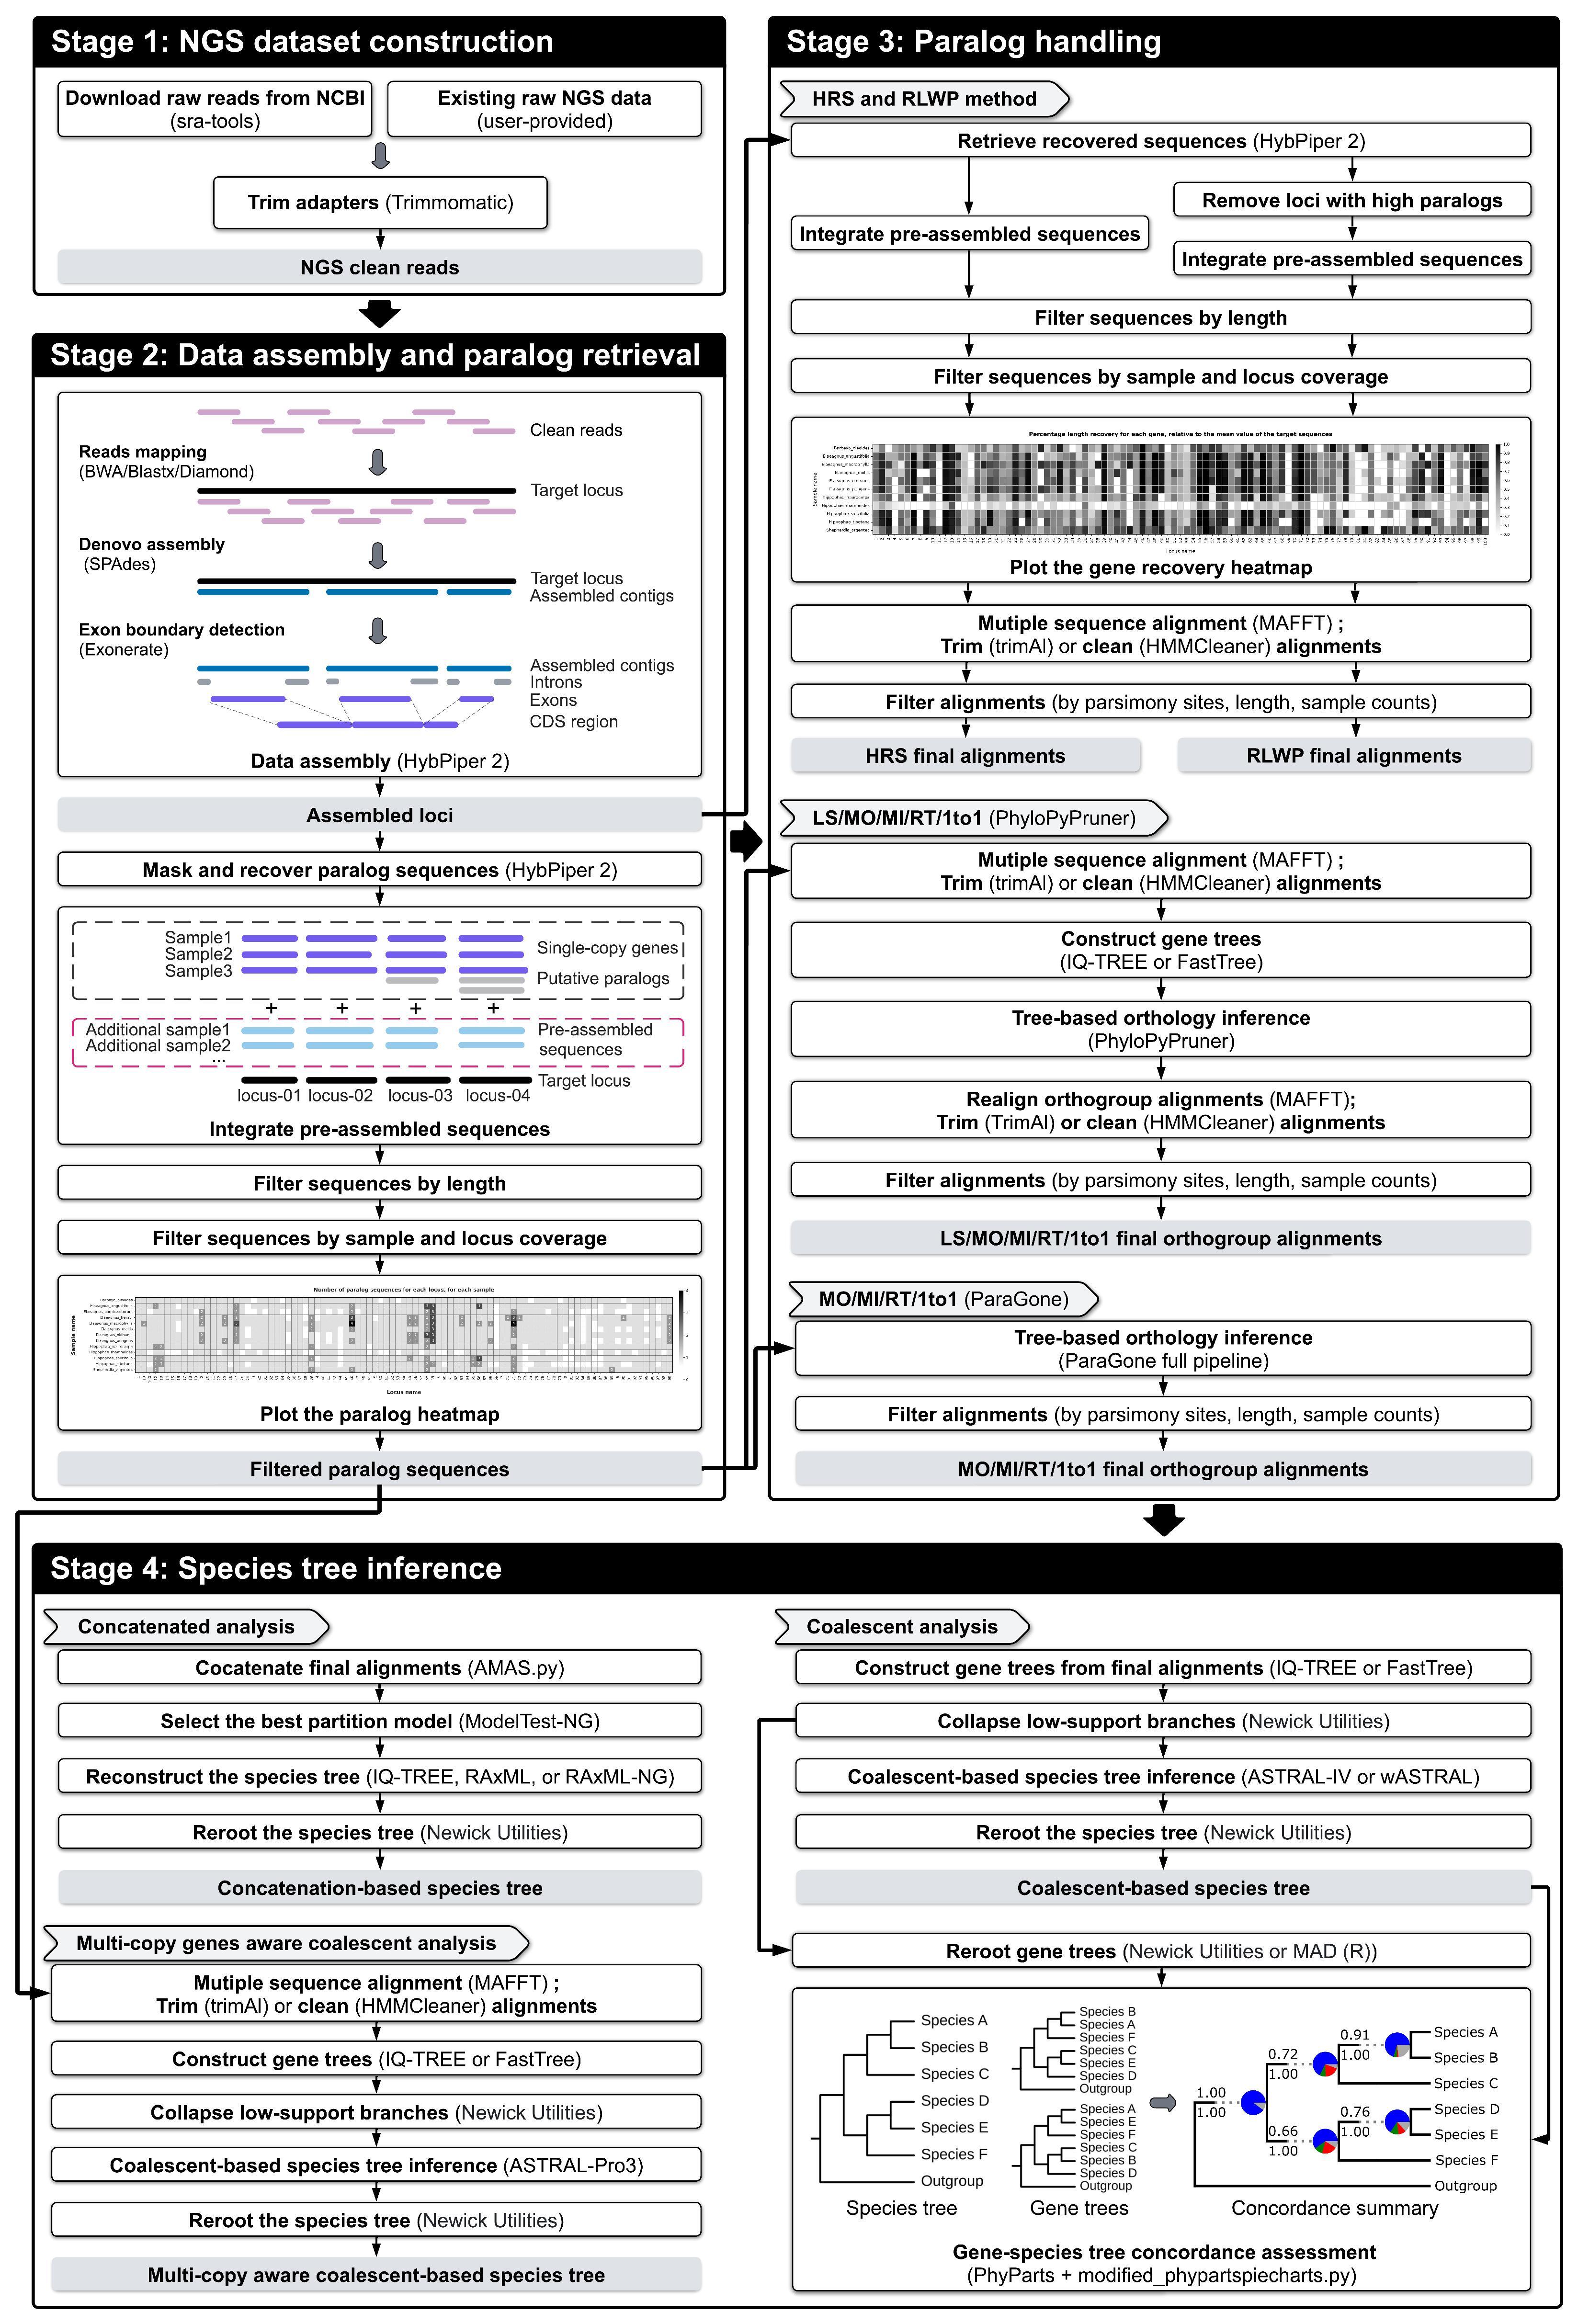 Stage 1: NGS dataset construction
Download raw reads from NCBI
(sra-tools)
Existing raw NGS data
(user-provided)
Trim adapters (Trimmomatic)
NGS clean reads
Stage 2: Data assembly and paralog retrieval
Clean reads
Reads mapping
(BWA/Blastx/Diamond)
Target locus
Denovo assembly
(SPAdes)
Target locus
Assembled contigs
Exon boundary detection
(Exonerate)
Assembled contigs
Introns
Exons
CDS region
Data assembly (HybPiper 2)
Assembled loci
Mask and recover paralog sequences (HybPiper 2)
Sample1
Sample2
Sample3
Single-copy genes
Putative paralogs
+ + + +
Additional sample1
Additional sample2
...
Pre-assembled
sequences
Target locus
locus-01 locus-02 locus-03 locus-04
Integrate pre-assembled sequences
Filter sequences by length
Filter sequences by sample and locus coverage
Number of paralog sequences for each locus, for each sample
Sample name
Locus name
Plot the paralog heatmap
Filtered paralog sequences
Stage 3: Paralog handling
HRS and RLWP method
Retrieve recovered sequences (HybPiper 2)
Remove loci with high paralogs
Integrate pre-assembled sequences
Integrate pre-assembled sequences
Filter sequences by length
Filter sequences by sample and locus coverage
Percentage length recovery for each gene, relative to the mean value of the target sequences
Sample name
Locus name
Plot the gene recovery heatmap
Mutiple sequence alignment (MAFFT) ;
Trim (trimAl) or clean (HMMCleaner) alignments
Filter alignments (by parsimony sites, length, sample counts)
HRS final alignments
RLWP final alignments
LS/MO/MI/RT/1to1 (PhyloPyPruner)
Mutiple sequence alignment (MAFFT) ;
Trim (trimAl) or clean (HMMCleaner) alignments
Construct gene trees
(IQ-TREE or FastTree)
Tree-based orthology inference
(PhyloPyPruner)
Realign orthogroup alignments (MAFFT);
Trim (TrimAl) or clean (HMMCleaner) alignments
Filter alignments (by parsimony sites, length, sample counts)
LS/MO/MI/RT/1to1 final orthogroup alignments
MO/MI/RT/1to1 (ParaGone)
Tree-based orthology inference
(ParaGone full pipeline)
Filter alignments (by parsimony sites, length, sample counts)
MO/MI/RT/1to1 final orthogroup alignments
Stage 4: Species tree inference
Concatenated analysis
Cocatenate final alignments (AMAS.py)
Select the best partition model (ModelTest-NG)
Reconstruct the species tree (IQ-TREE, RAxML, or RAxML-NG)
Reroot the species tree (Newick Utilities)
Concatenation-based species tree
Multi-copy genes aware coalescent analysis
Mutiple sequence alignment (MAFFT) ;
Trim (trimAl) or clean (HMMCleaner) alignments
Construct gene trees (IQ-TREE or FastTree)
Collapse low-support branches (Newick Utilities)
Coalescent-based species tree inference (ASTRAL-Pro3)
Reroot the species tree (Newick Utilities)
Multi-copy aware coalescent-based species tree
Coalescent analysis
Construct gene trees from final alignments (IQ-TREE or FastTree)
Collapse low-support branches (Newick Utilities)
Coalescent-based species tree inference (ASTRAL-IV or wASTRAL)
Reroot the species tree (Newick Utilities)
Coalescent-based species tree
Reroot gene trees (Newick Utilities or MAD (R))
Species A
Species B
Species C
Species D
Species E
Species F
Outgroup
Species tree
Species B
Species A
Species F
Species C
Species E
Species D
Outgroup
Species A
Species E
Species F
Species C
Species B
Species D
Outgroup
Gene trees
1.00
1.00
0.72
1.00
0.91
1.00
0.66
1.00
0.76
1.00
Species A
Species B
Species C
Species D
Species E
Species F
Outgroup
Concordance summary
Gene-species tree concordance assessment
(PhyParts + modified_phypartspiecharts.py)